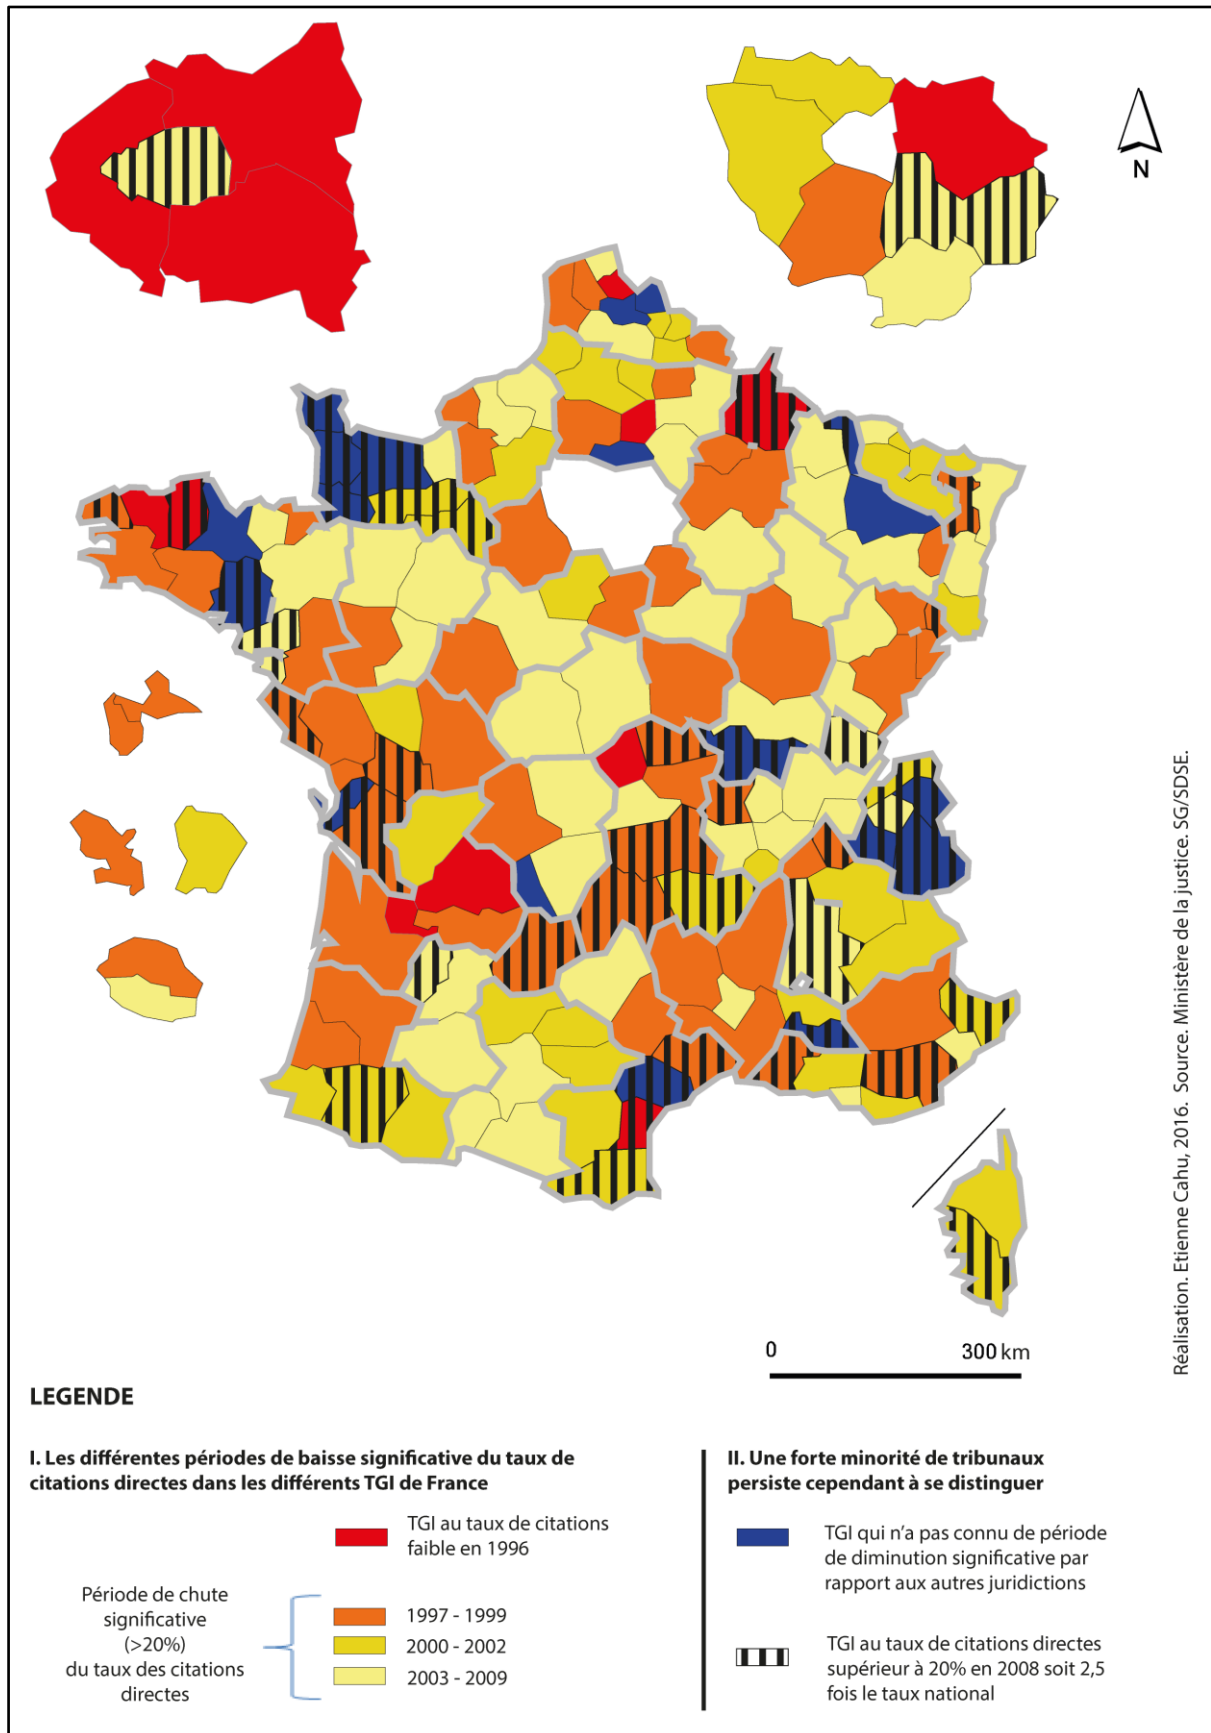 N
Réalisation. Etienne Cahu, 2016. Source. Ministère de la justice. SG/SDSE.
0 300 km
LEGENDE
I. Les différentes périodes de baisse significative du taux de
citations directes dans les différents TGI de France
TGI au taux de citations
faible en 1996
Période de chute
significative
(>20%)
du taux des citations
directes
1997 - 1999
2000 - 2002
2003 - 2009
II. Une forte minorité de tribunaux
persiste cependant à se distinguer
TGI qui n'a pas connu de période
de diminution significative par
rapport aux autres juridictions
TGI au taux de citations directes
supérieur à 20% en 2008 soit 2,5
fois le taux national